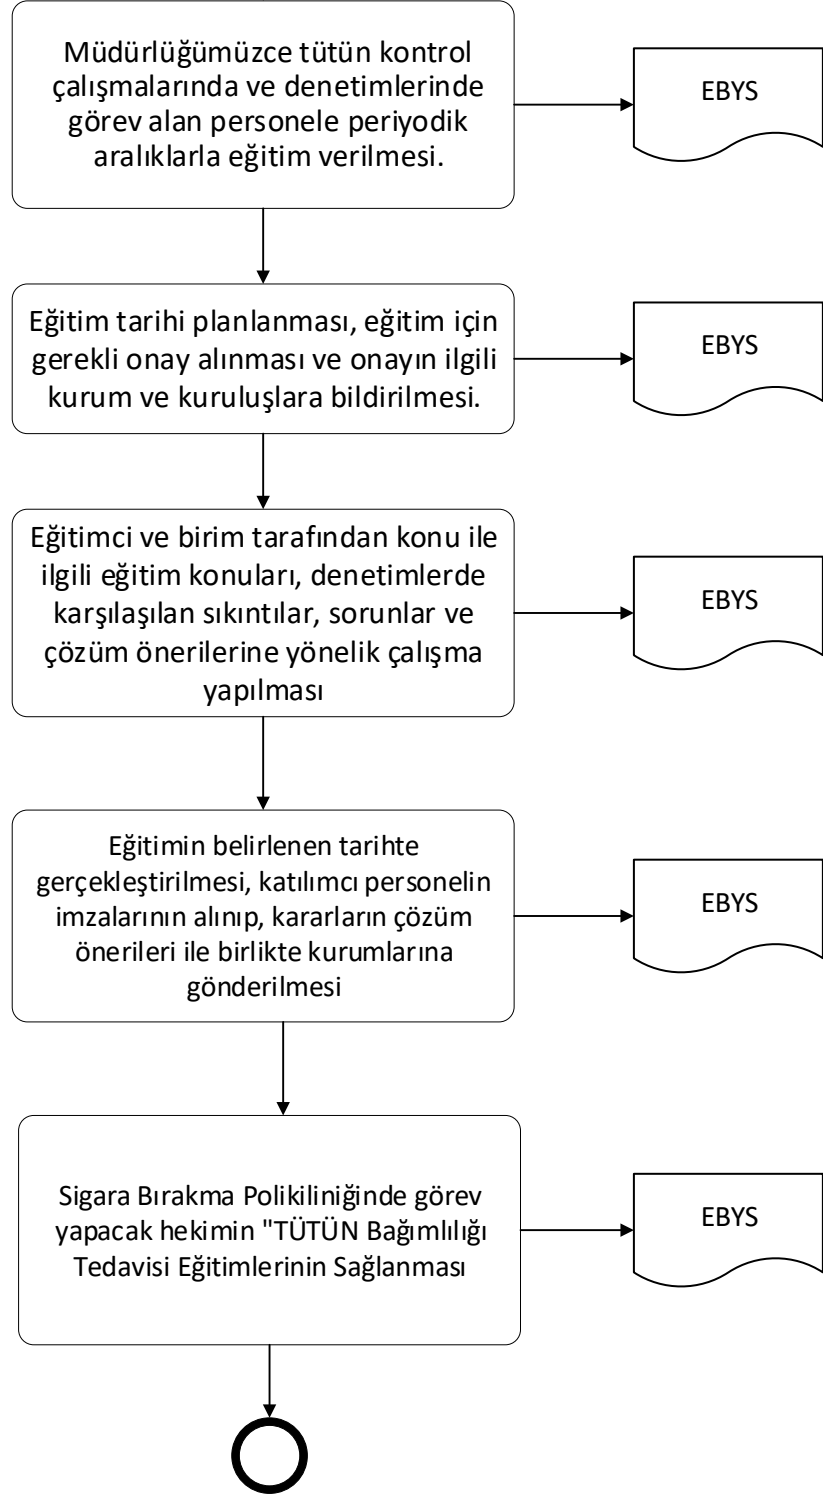 Müdürlüğümüzce tütün kontrol
çalışmalarında ve denetimlerinde
görev alan personele periyodik
aralıklarla eğitim verilmesi.
EBYS
Eğitim tarihi planlanması, eğitim için
gerekli onay alınması ve onayın ilgili
kurum ve kuruluşlara bildirilmesi.
EBYS
Eğitimci ve birim tarafından konu ile
ilgili eğitim konuları, denetimlerde
karşılaşılan sıkıntılar, sorunlar ve
çözüm önerilerine yönelik çalışma
yapılması
EBYS
Eğitimin belirlenen tarihte
gerçekleştirilmesi, katılımcı personelin
imzalarının alınıp, kararların çözüm
önerileri ile birlikte kurumlarına
gönderilmesi
EBYS
Sigara Bırakma Polikiliniğinde görev
yapacak hekimin "TÜTÜN Bağımlılığı
Tedavisi Eğitimlerinin Sağlanması
EBYS